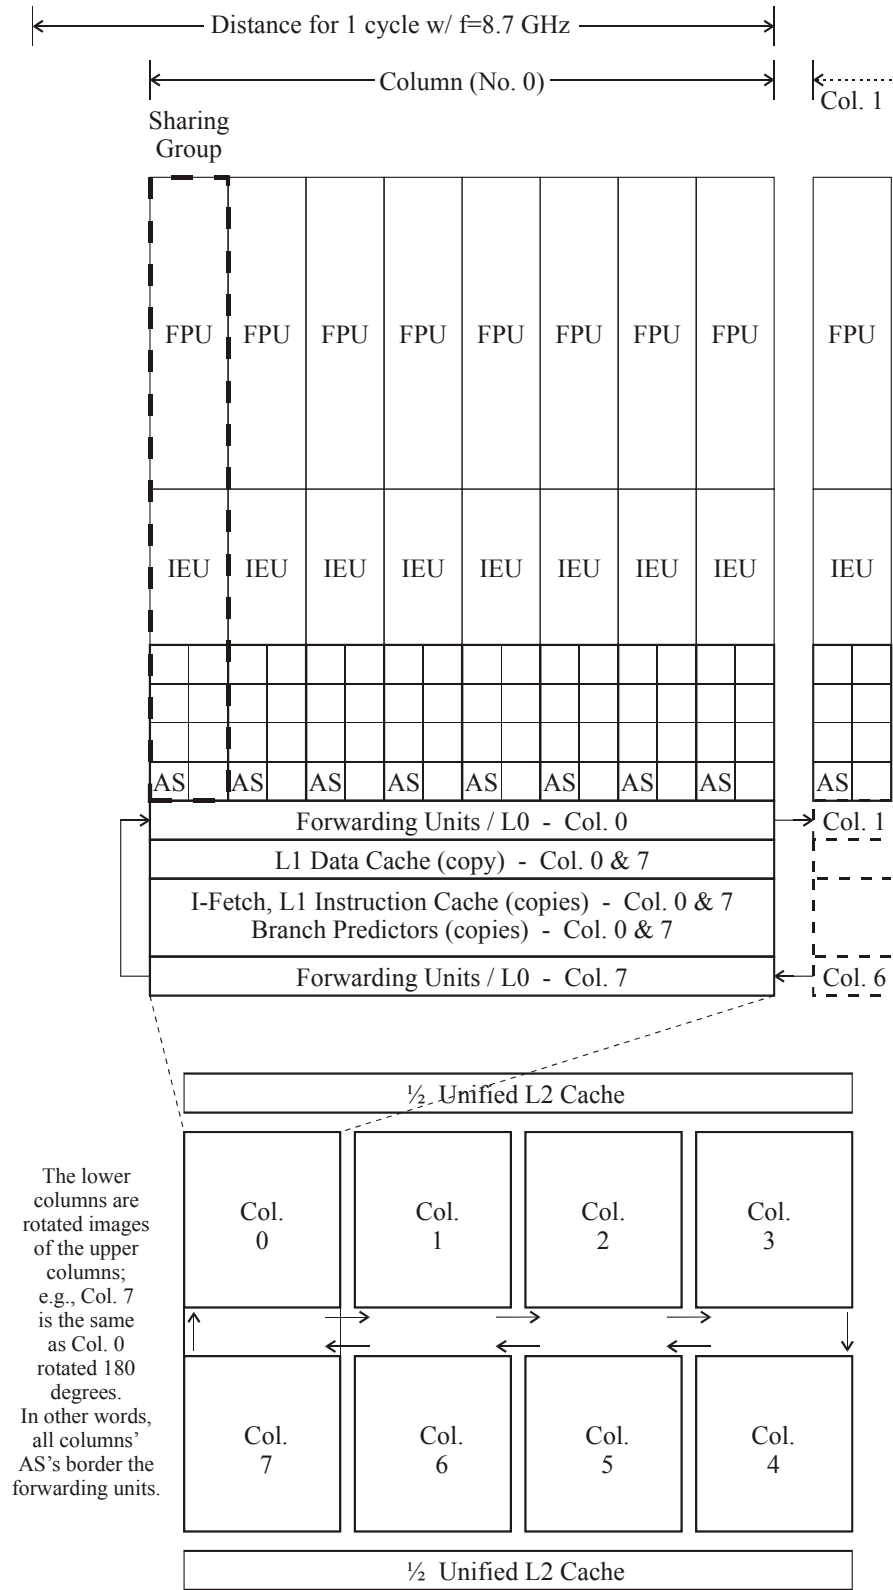 Distance for 1 cycle w/ f=8.7 GHz
Column (No. 0)
Col. 1
Sharing
Group
FPU FPU FPU FPU FPU FPU FPU FPU FPU
IEU IEU IEU IEU IEU IEU IEU IEU IEU
AS AS AS AS AS AS AS AS AS
Forwarding Units / L0 - Col. 0 Col. 1
L1 Data Cache (copy) - Col. 0 & 7
I-Fetch, L1 Instruction Cache (copies) - Col. 0 & 7
Branch Predictors (copies) - Col. 0 & 7
Forwarding Units / L0 - Col. 7 Col. 6
½ Unified L2 Cache
The lower
columns are
rotated images
of the upper
columns;
e.g., Col. 7
is the same
as Col. 0
rotated 180
degrees.
In other words,
all columns’
AS’s border the
forwarding units.
Col.
0
Col.
1
Col.
2
Col.
3
Col.
7
Col.
6
Col.
5
Col.
4
½ Unified L2 Cache